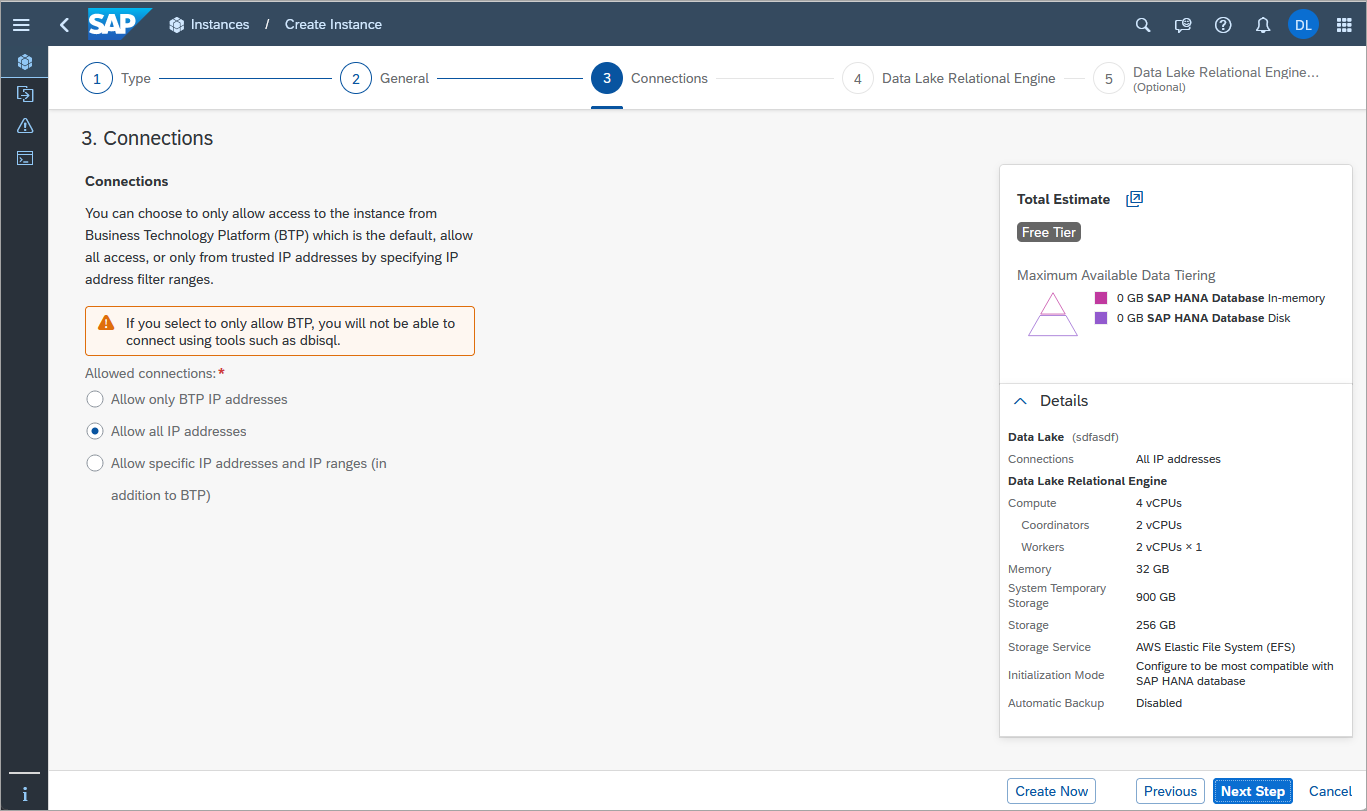 SAP Instances / Create Instance DL
1 Type 2 General 3 Connections 4 Data Lake Relational Engine 5 Data Lake Relational Engine...
(Optional)
3. Connections
Connections
You can choose to only allow access to the instance from
Business Technology Platform (BTP) which is the default, allow
all access, or only from trusted IP addresses by specifying IP
address filter ranges.
If you select to only allow BTP, you will not be able to
connect using tools such as dbisql.
Allowed connections:*
Allow only BTP IP addresses
Allow all IP addresses
Allow specific IP addresses and IP ranges (in
addition to BTP)
Total Estimate
Free Tier
Maximum Available Data Tiering
0 GB SAP HANA Database In-memory
0 GB SAP HANA Database Disk
Details
Data Lake (sdfasdf)
Connections All IP addresses
Data Lake Relational Engine
Compute 4 vCPUs
Coordinators 2 vCPUs
Workers 2 vCPUs × 1
Memory 32 GB
System Temporary
Storage 900 GB
Storage 256 GB
Storage Service AWS Elastic File System (EFS)
Initialization Mode Configure to be most compatible with
SAP HANA database
Automatic Backup Disabled
Create Now Previous Next Step Cancel